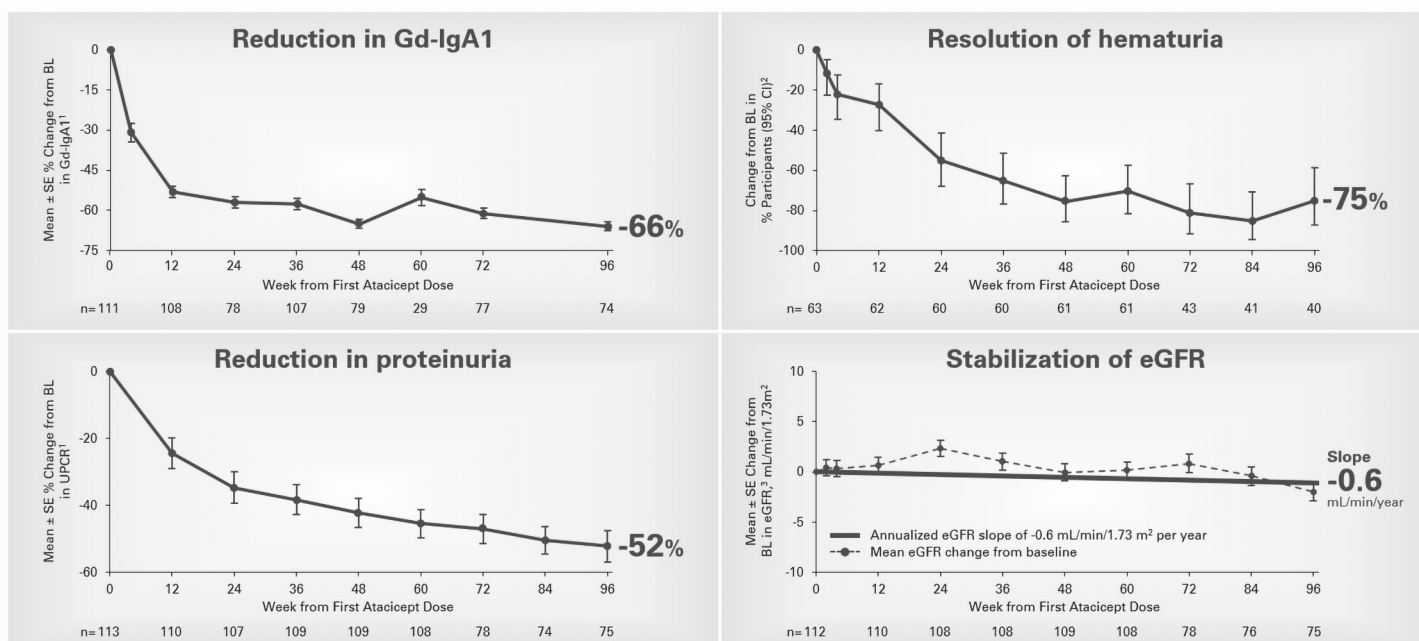 Reduction in Gd-IgA1
Mean ± SE % Change from BL
in Gd-IgA1¹
0
-15
-30
-45
-60
-75
-66%
0 12 24 36 48 60 72 96
Week from First Atacicept Dose
n= 111 108 78 107 79 29 77 74
Resolution of hematuria
Change from BL in
% Participants (95% CI)²
0
-20
-40
-60
-80
-100
-75%
0 12 24 36 48 60 72 84 96
Week from First Atacicept Dose
n= 63 62 60 60 61 61 43 41 40
Reduction in proteinuria
Mean ± SE % Change from BL
in UPCR¹
0
-20
-40
-60
-52%
0 12 24 36 48 60 72 84 96
Week from First Atacicept Dose
n= 113 110 107 109 109 108 78 74 75
Stabilization of eGFR
Mean ± SE Change from
BL in eGFR,³ mL/min/1.73m²
10
5
0
-5
-10
Slope
-0.6
mL/min/year
Annualized eGFR slope of -0.6 mL/min/1.73 m² per year
Mean eGFR change from baseline
0 12 24 36 48 60 72 84 96
Week from First Atacicept Dose
n= 112 110 108 108 109 108 78 76 75